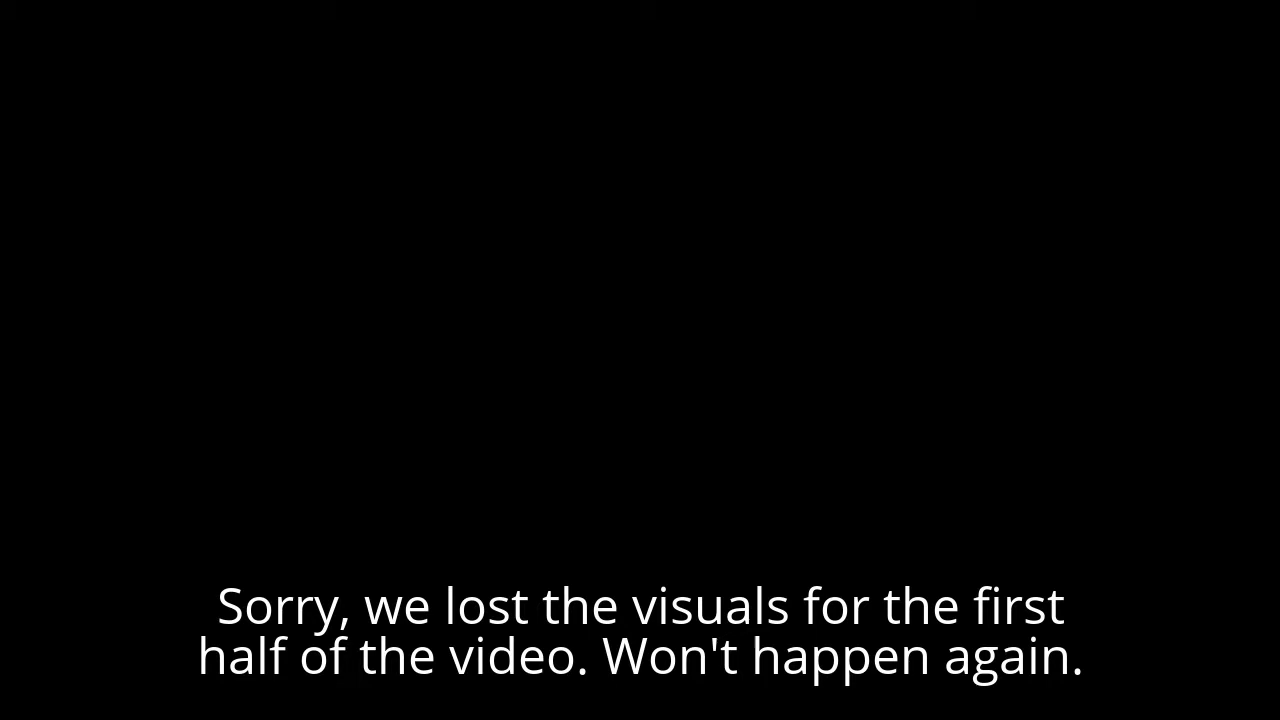 Sorry, we lost the visuals for the first
half of the video. Won't happen again.